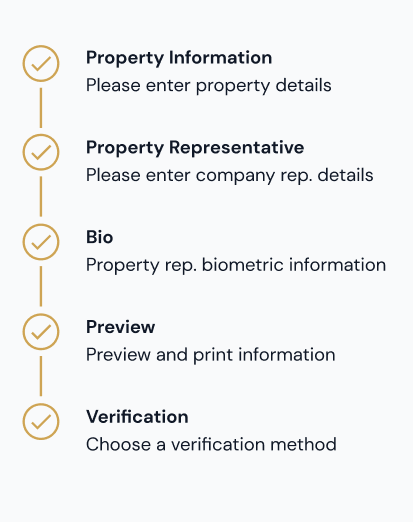 Property Information
Please enter property details
Property Representative
Please enter company rep. details
Bio
Property rep. biometric information
Preview
Preview and print information
Verification
Choose a verification method